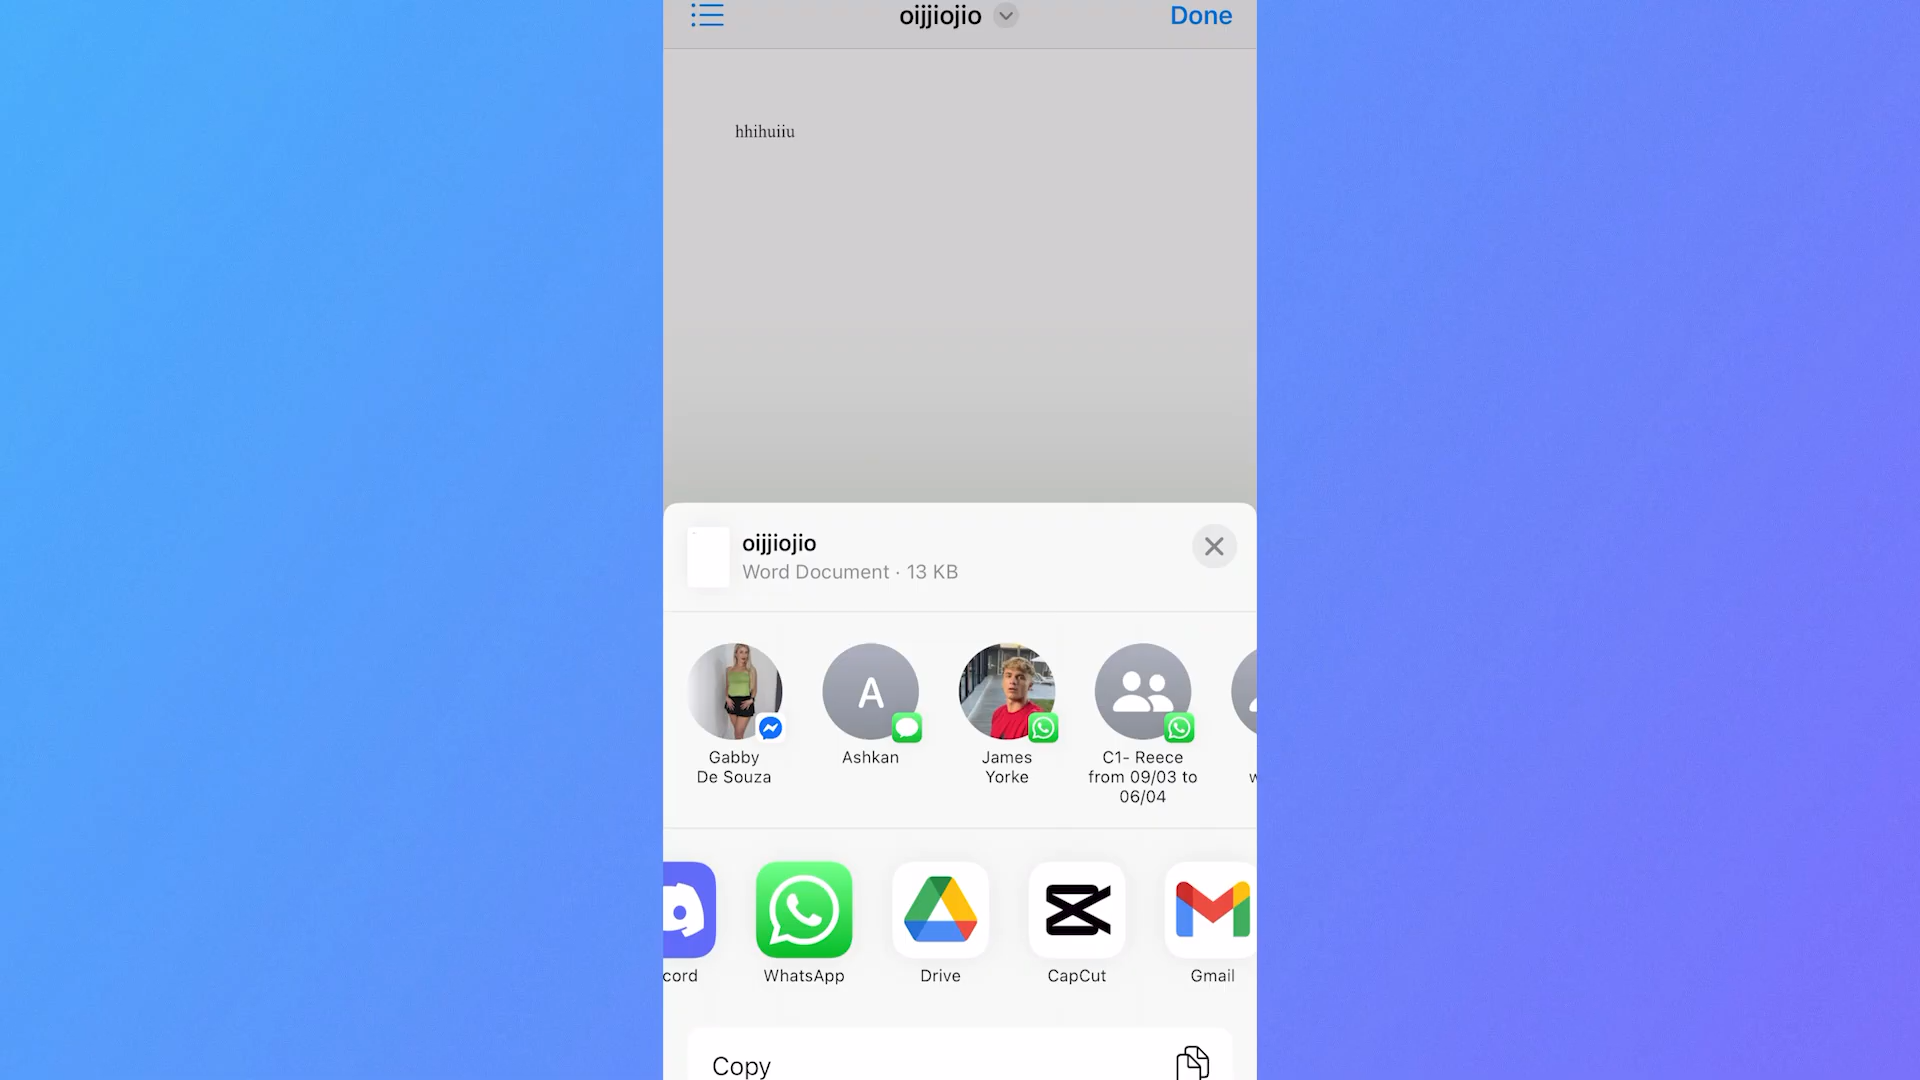 oijjiojio
Done
hhihuiiu
oijjiojio
Word Document · 13 KB
Gabby
De Souza
A
Ashkan
James
Yorke
C1- Reece
from 09/03 to
06/04
cord
WhatsApp
Drive
CapCut
Gmail
Copy